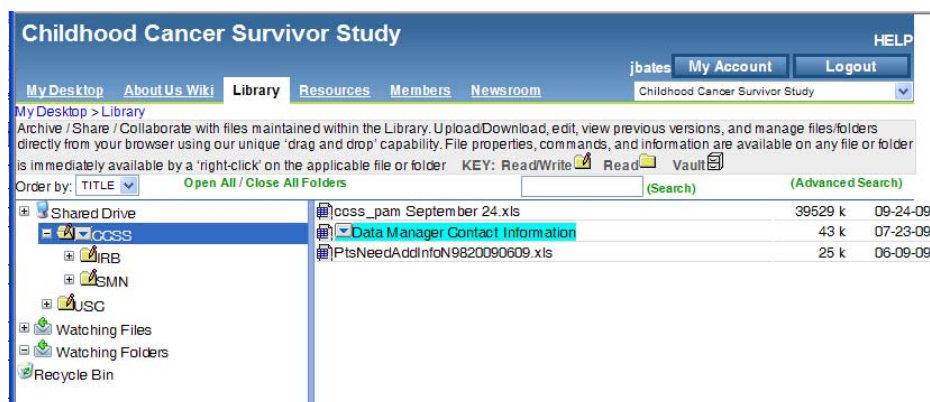 Childhood Cancer Survivor Study
HELP
jbates My Account Logout
My Desktop About Us Wiki Library Resources Members Newsroom Childhood Cancer Survivor Study
My Desktop > Library
Archive / Share / Collaborate with files maintained within the Library. Upload/Download, edit, view previous versions, and manage files/folders
directly from your browser using our unique 'drag and drop' capability. File properties, commands, and information are available on any file or folder
is immediately available by a 'right-click' on the applicable file or folder KEY: Read/Write Read Vault
Order by: TITLE Open All / Close All Folders (Search) (Advanced Search)
Shared Drive
CCSS
IRB
SMN
USC
Watching Files
Watching Folders
Recycle Bin
ccss_pam September 24.xls 39529 k 09-24-09
Data Manager Contact Information 43 k 07-23-09
PtsNeedAddInfoN9820090609.xls 25 k 06-09-09